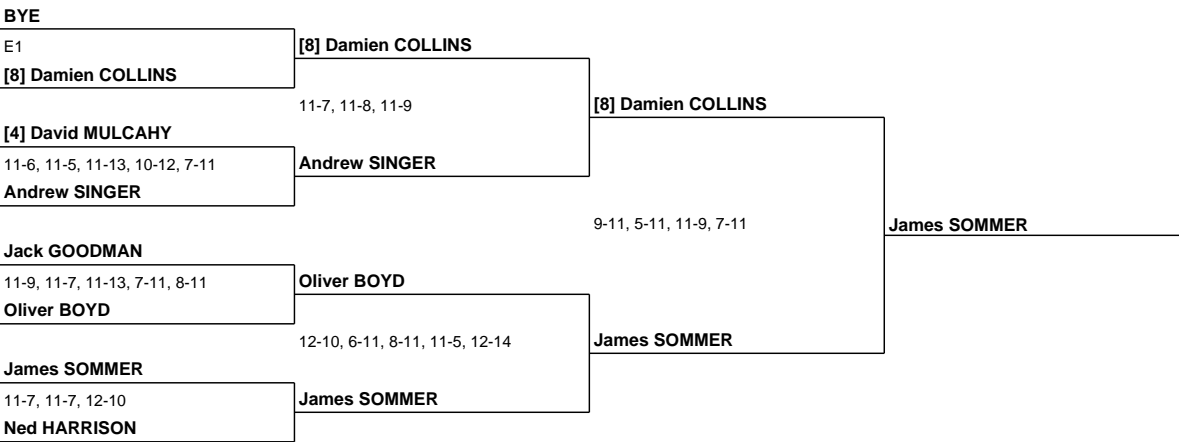 BYE
E1
[8] Damien COLLINS
[8] Damien COLLINS
11-7, 11-8, 11-9
[8] Damien COLLINS
[4] David MULCAHY
11-6, 11-5, 11-13, 10-12, 7-11
Andrew SINGER
Andrew SINGER
9-11, 5-11, 11-9, 7-11
James SOMMER
Jack GOODMAN
11-9, 11-7, 11-13, 7-11, 8-11
Oliver BOYD
Oliver BOYD
12-10, 6-11, 8-11, 11-5, 12-14
James SOMMER
James SOMMER
11-7, 11-7, 12-10
James SOMMER
Ned HARRISON